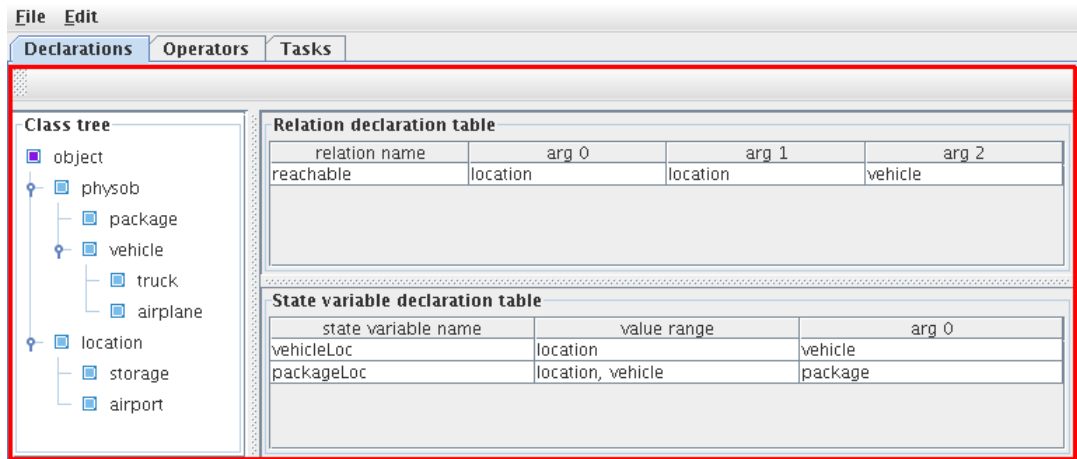 File Edit
Declarations Operators Tasks
Class tree
object
physob
package
vehicle
truck
airplane
location
storage
airport
Relation declaration table
relation name arg 0 arg 1 arg 2
reachable location location vehicle
State variable declaration table
state variable name value range arg 0
vehicleLoc location vehicle
packageLoc location, vehicle package